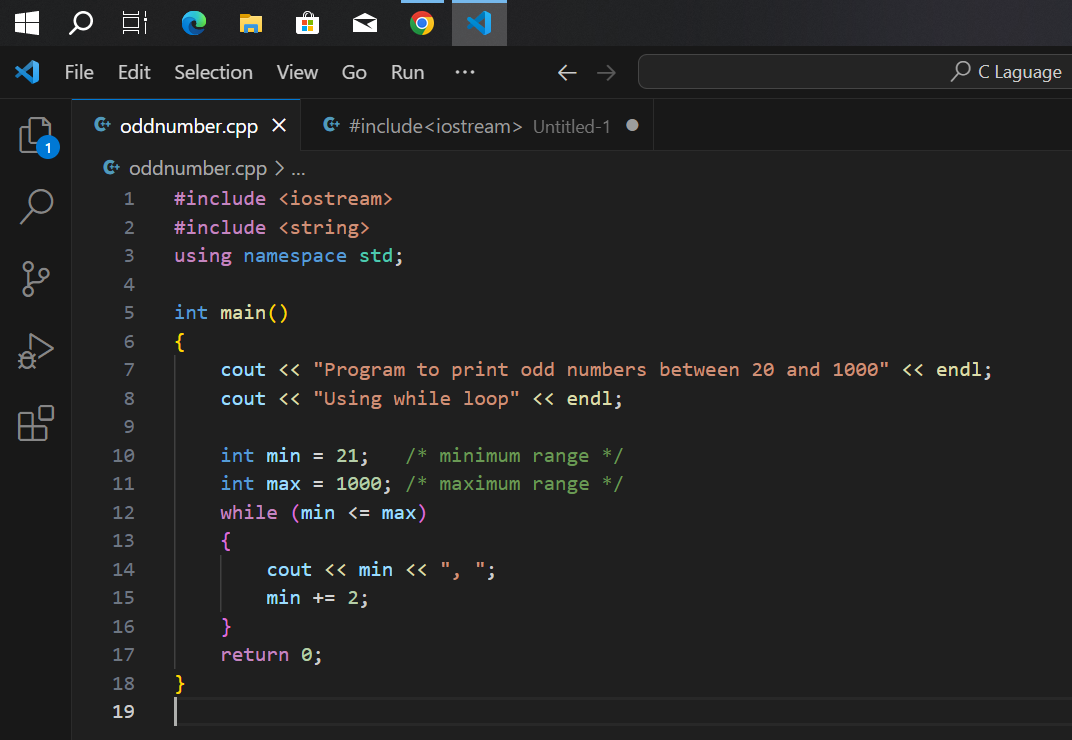 File Edit Selection View Go Run ··· C Laguage
1
oddnumber.cpp #include<iostream> Untitled-1
oddnumber.cpp > ...
1 #include <iostream>
2 #include <string>
3 using namespace std;
4
5 int main()
6 {
7 cout << "Program to print odd numbers between 20 and 1000" << endl;
8 cout << "Using while loop" << endl;
9
10 int min = 21; /* minimum range */
11 int max = 1000; /* maximum range */
12 while (min <= max)
13 {
14 cout << min << ", ";
15 min += 2;
16 }
17 return 0;
18 }
19